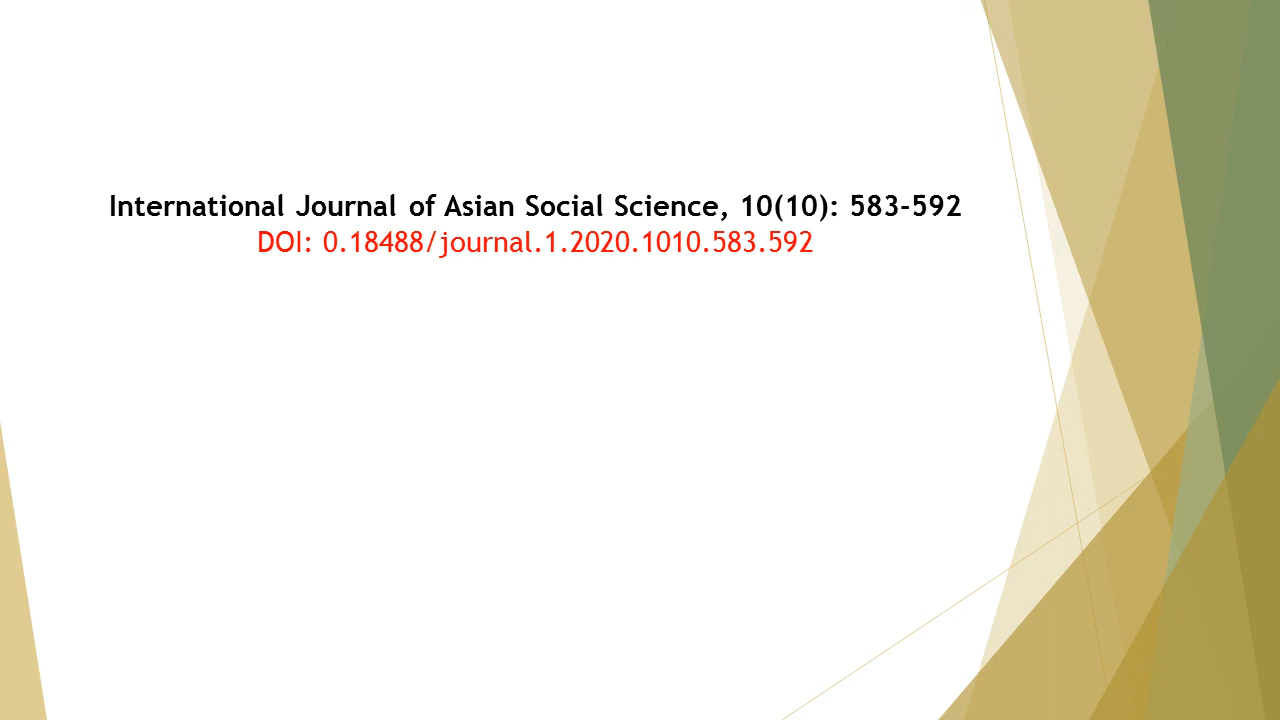 International Journal of Asian Social Science, 10(10): 583-592
DOI: 0.18488/journal.1.2020.1010.583.592